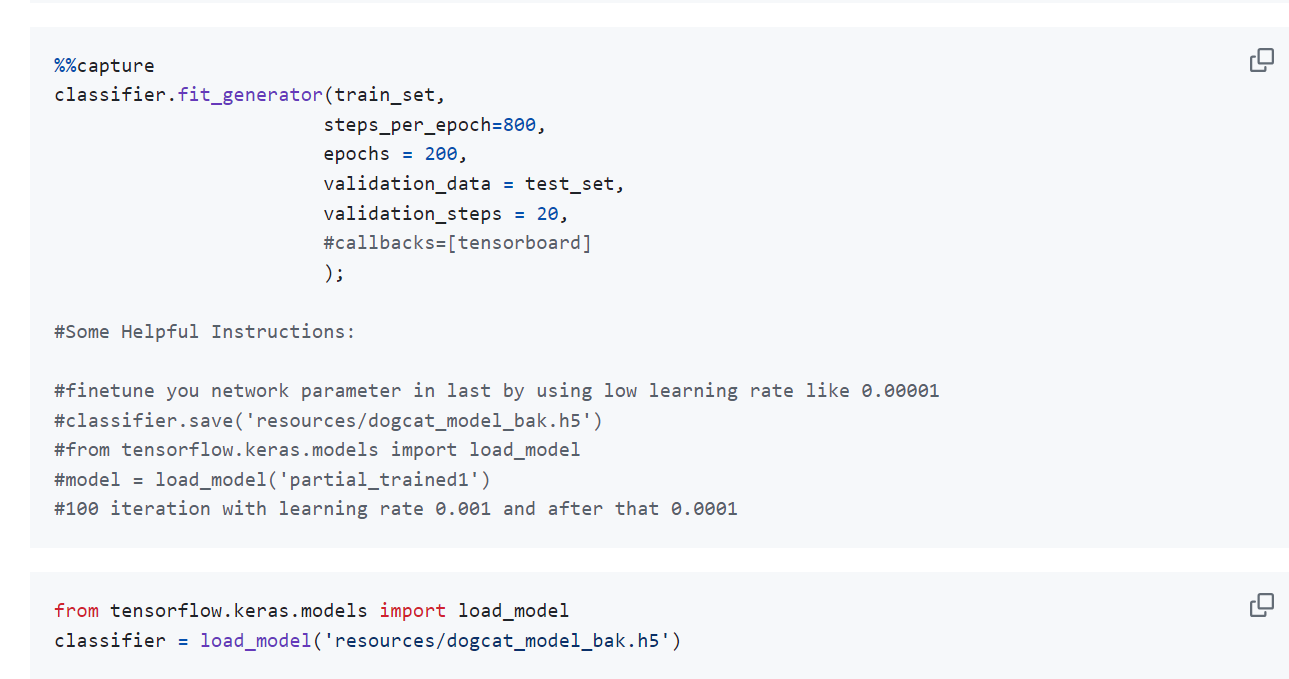 %%capture
classifier.fit_generator(train_set,
steps_per_epoch=800,
epochs = 200,
validation_data = test_set,
validation_steps = 20,
#callbacks=[tensorboard]
);
#Some Helpful Instructions:
#finetune you network parameter in last by using low learning rate like 0.00001
#classifier.save('resources/dogcat_model_bak.h5')
#from tensorflow.keras.models import load_model
#model = load_model('partial_trained1')
#100 iteration with learning rate 0.001 and after that 0.0001
from tensorflow.keras.models import load_model
classifier = load_model('resources/dogcat_model_bak.h5')